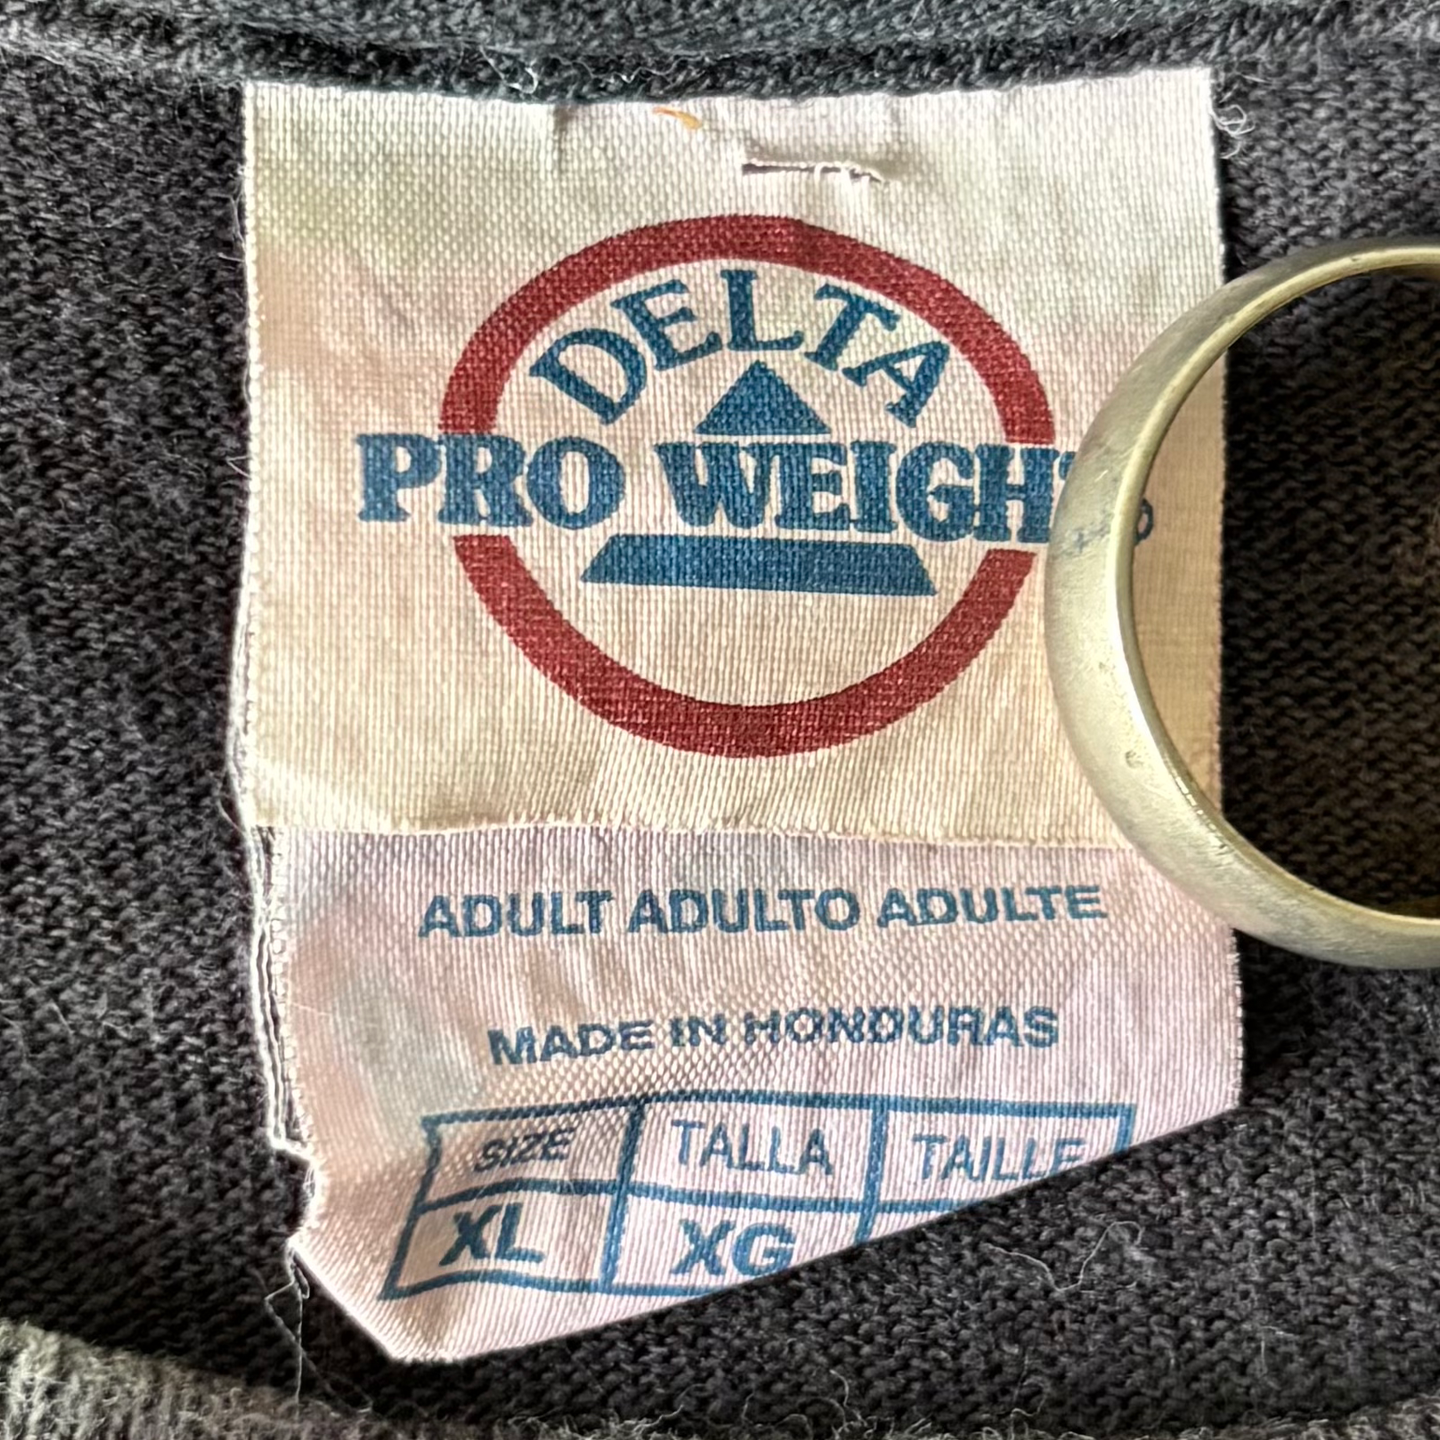 DELTA
PRO WEIGHT®
ADULT ADULTO ADULTE
MADE IN HONDURAS
SIZE TALLA TAILLE
XL XG